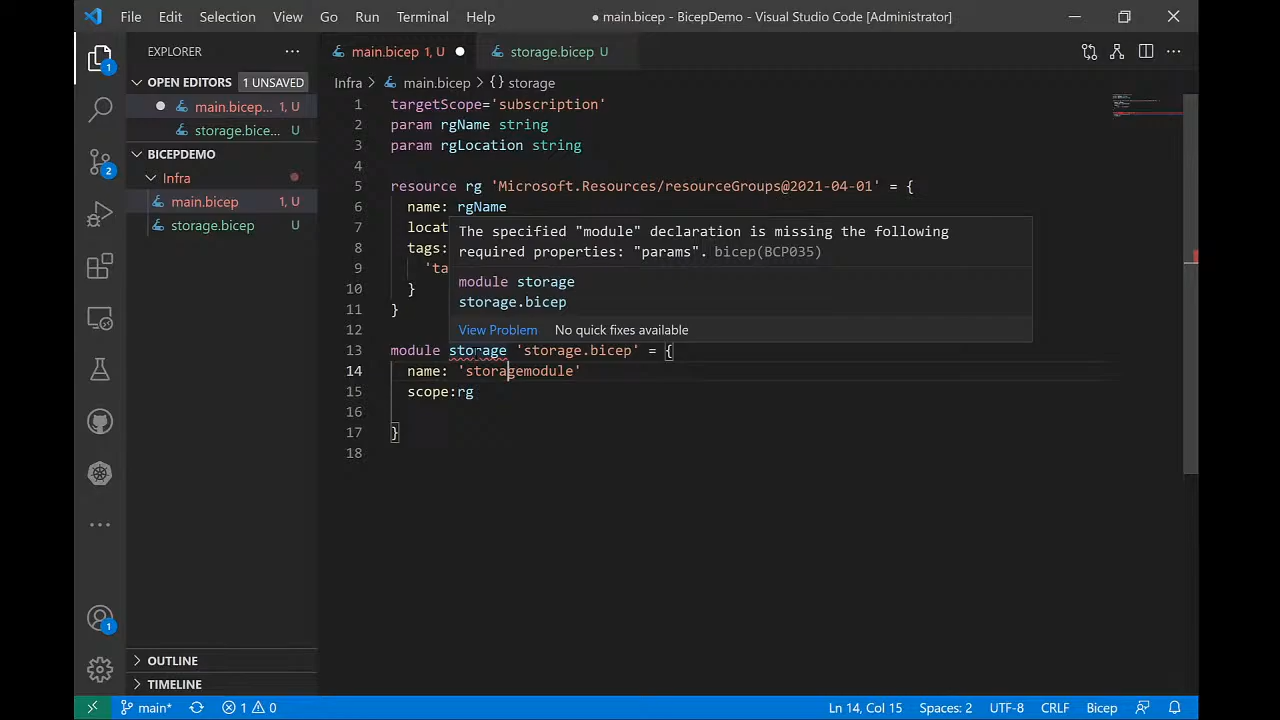 File Edit Selection View Go Run Terminal Help ● main.bicep - BicepDemo - Visual Studio Code [Administrator]
EXPLORER
main.bicep 1, U
storage.bicep U
OPEN EDITORS 1 UNSAVED
main.bicep... 1, U
storage.bice... U
BICEPDEMO
Infra
main.bicep 1, U
storage.bicep U
OUTLINE
TIMELINE
1
2
1
Infra > main.bicep > {} storage
1 targetScope='subscription'
2 param rgName string
3 param rgLocation string
4
5 resource rg 'Microsoft.Resources/resourceGroups@2021-04-01' = {
6 name: rgName
7 locat
8 tags:
9 'ta
10 }
11 }
12
13 module storage 'storage.bicep' = {
14 name: 'storagemodule'
15 scope:rg
16
17 }
18
The specified "module" declaration is missing the following
required properties: "params". bicep(BCP035)
module storage
storage.bicep
View Problem No quick fixes available
main* 1 0 Ln 14, Col 15 Spaces: 2 UTF-8 CRLF Bicep